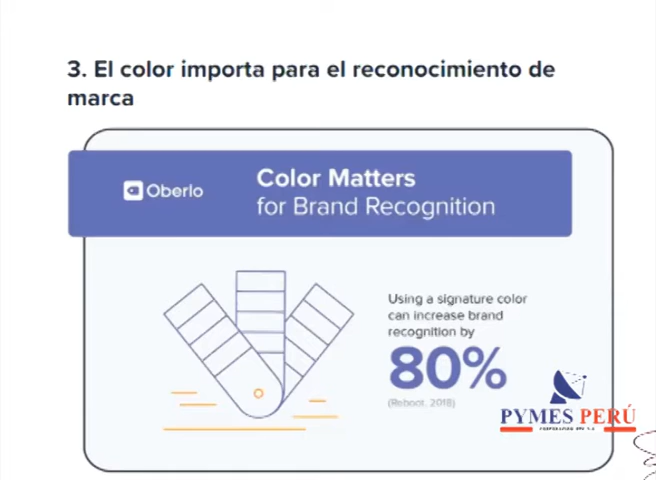 3. El color importa para el reconocimiento de
marca
Oberlo
Color Matters
for Brand Recognition
Using a signature color
can increase brand
recognition by
80%
(Reboot, 2018)
PYMES PERÚ